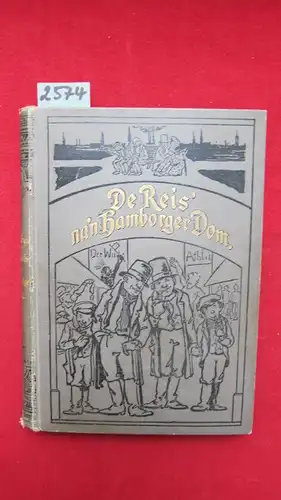 2574
De Reis'
na'n Hamborger Dom.